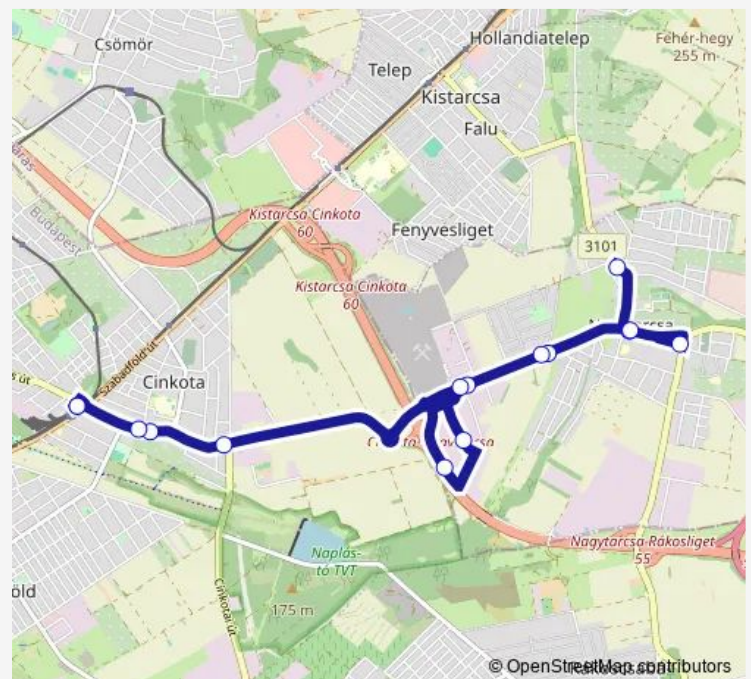 Csömör
Hollandiatelep
Fehér-hegy
255 m
Telep
Kistarcsa
Falu
Budapest
Kistarcsa Cinkota
60
Fenyvesliget
3101
Kistarcsa Cinkota
60
Szabadföld út
Cinkota
Nagytarcsa Rákosliget
55
Naplás-
tó TVT
175 m
Cinkotai út
© OpenStreetMap contributors